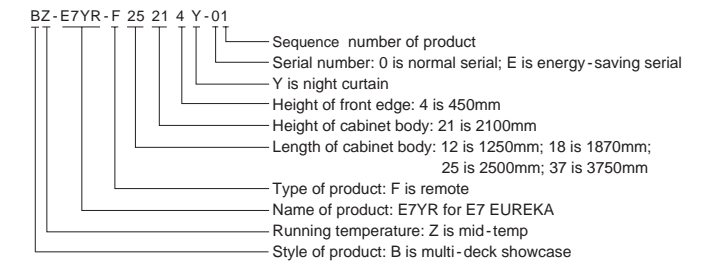 BZ-E7YR-F 25 21 4 Y-01
Sequence number of product
Serial number: 0 is normal serial; E is energy-saving serial
Y is night curtain
Height of front edge: 4 is 450mm
Height of cabinet body: 21 is 2100mm
Length of cabinet body: 12 is 1250mm; 18 is 1870mm;
25 is 2500mm; 37 is 3750mm
Type of product: F is remote
Name of product: E7YR for E7 EUREKA
Running temperature: Z is mid-temp
Style of product: B is multi-deck showcase